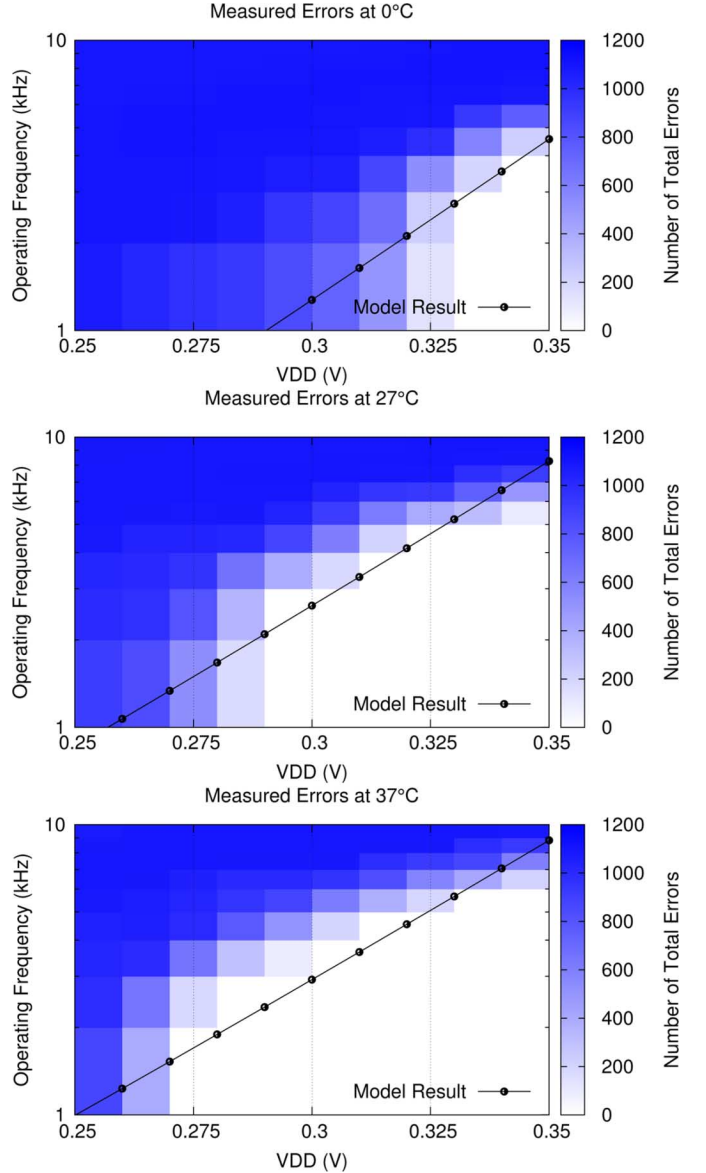 Measured Errors at 0°C
10
1
Operating Frequency (kHz)
0.25 0.275 0.3 0.325 0.35
VDD (V)
Model Result
1200
1000
800
600
400
200
0
Number of Total Errors
Measured Errors at 27°C
10
1
Operating Frequency (kHz)
0.25 0.275 0.3 0.325 0.35
VDD (V)
Model Result
1200
1000
800
600
400
200
0
Number of Total Errors
Measured Errors at 37°C
10
1
Operating Frequency (kHz)
0.25 0.275 0.3 0.325 0.35
VDD (V)
Model Result
1200
1000
800
600
400
200
0
Number of Total Errors